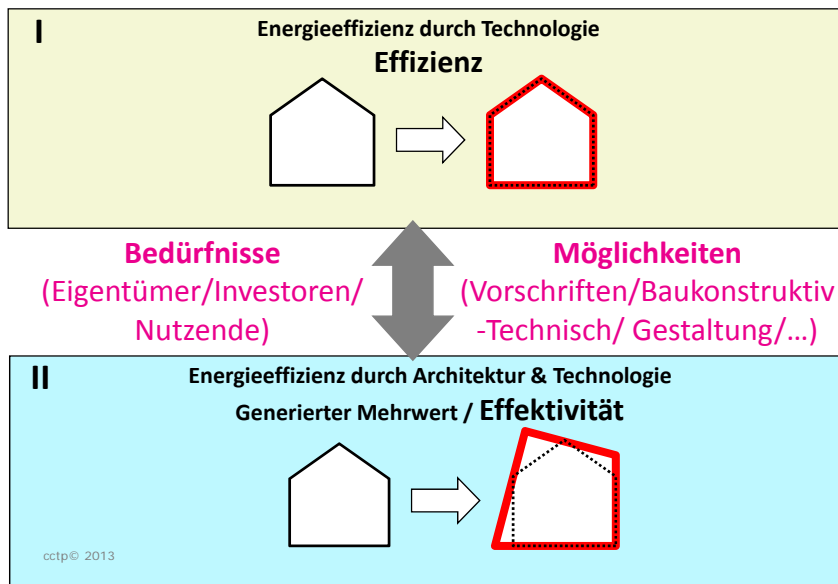 I
Energieeffizienz durch Technologie
Effizienz
Bedürfnisse
(Eigentümer/Investoren/
Nutzende)
Möglichkeiten
(Vorschriften/Baukonstruktiv
-Technisch/ Gestaltung/…)
II
Energieeffizienz durch Architektur & Technologie
Generierter Mehrwert / Effektivität
cctp© 2013